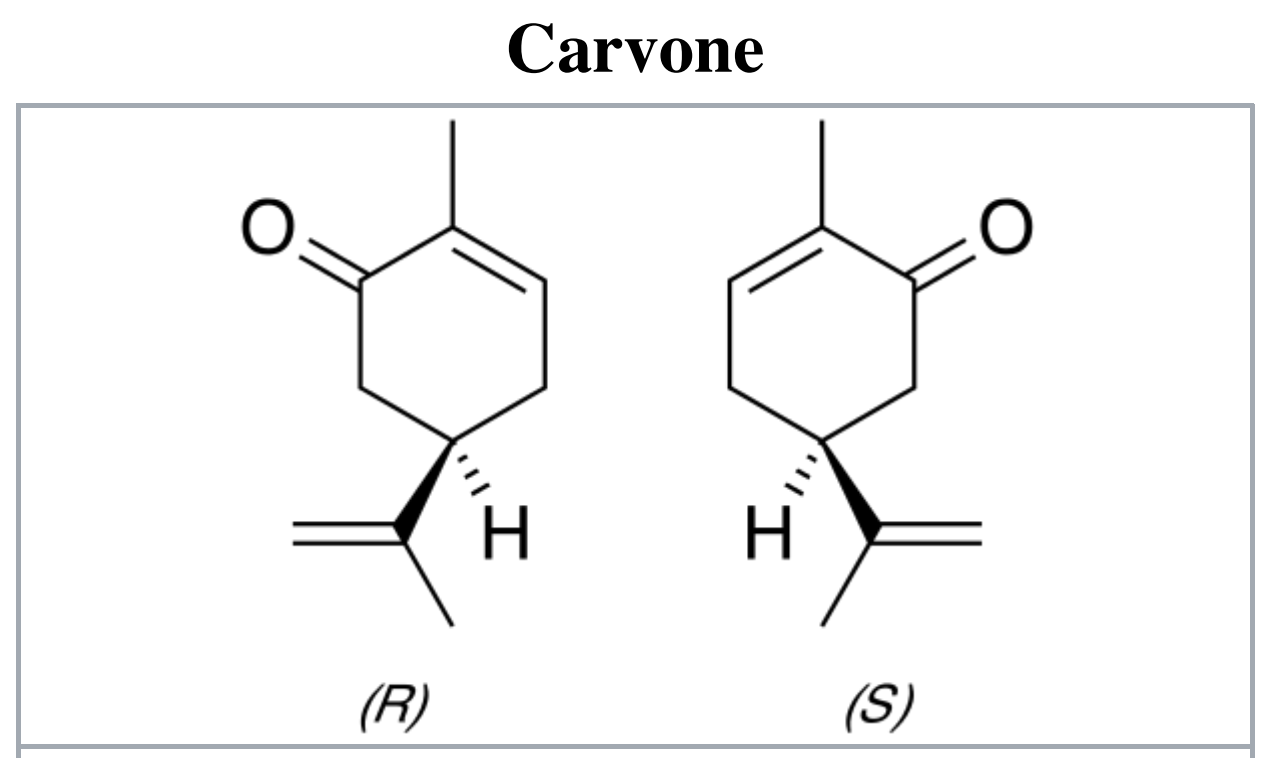 Carvone
O O
H H
(R) (S)